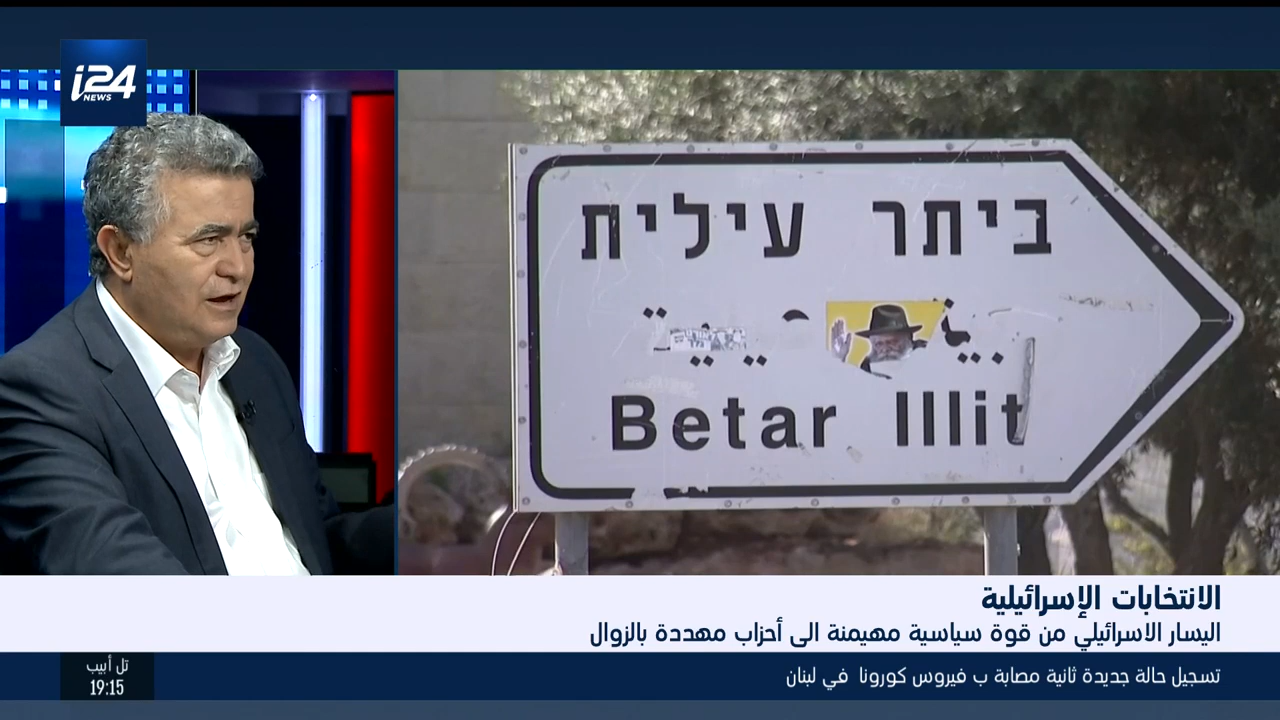 i24
NEWS
ביתר עילית
Betar Illit
الانتخابات الإسرائيلية
اليسار الاسرائيلي من قوة سياسية مهيمنة الى أحزاب مهددة بالزوال
تل أبيب
19:15
تسجيل حالة جديدة ثانية مصابة ب فيروس كورونا في لبنان